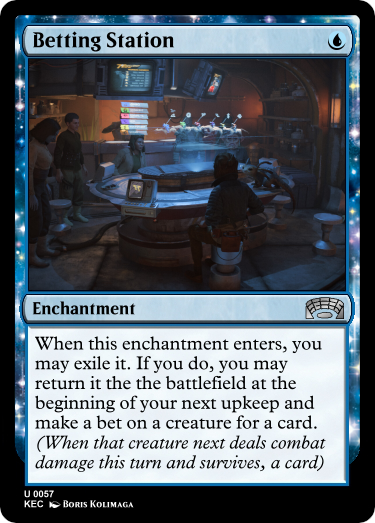 Betting Station
Enchantment
When this enchantment enters, you
may exile it. If you do, you may
return it the the battlefield at the
beginning of your next upkeep and
make a bet on a creature for a card.
(When that creature next deals combat
damage this turn and survives, a card)
U 0057
KEC Boris Kolimaga